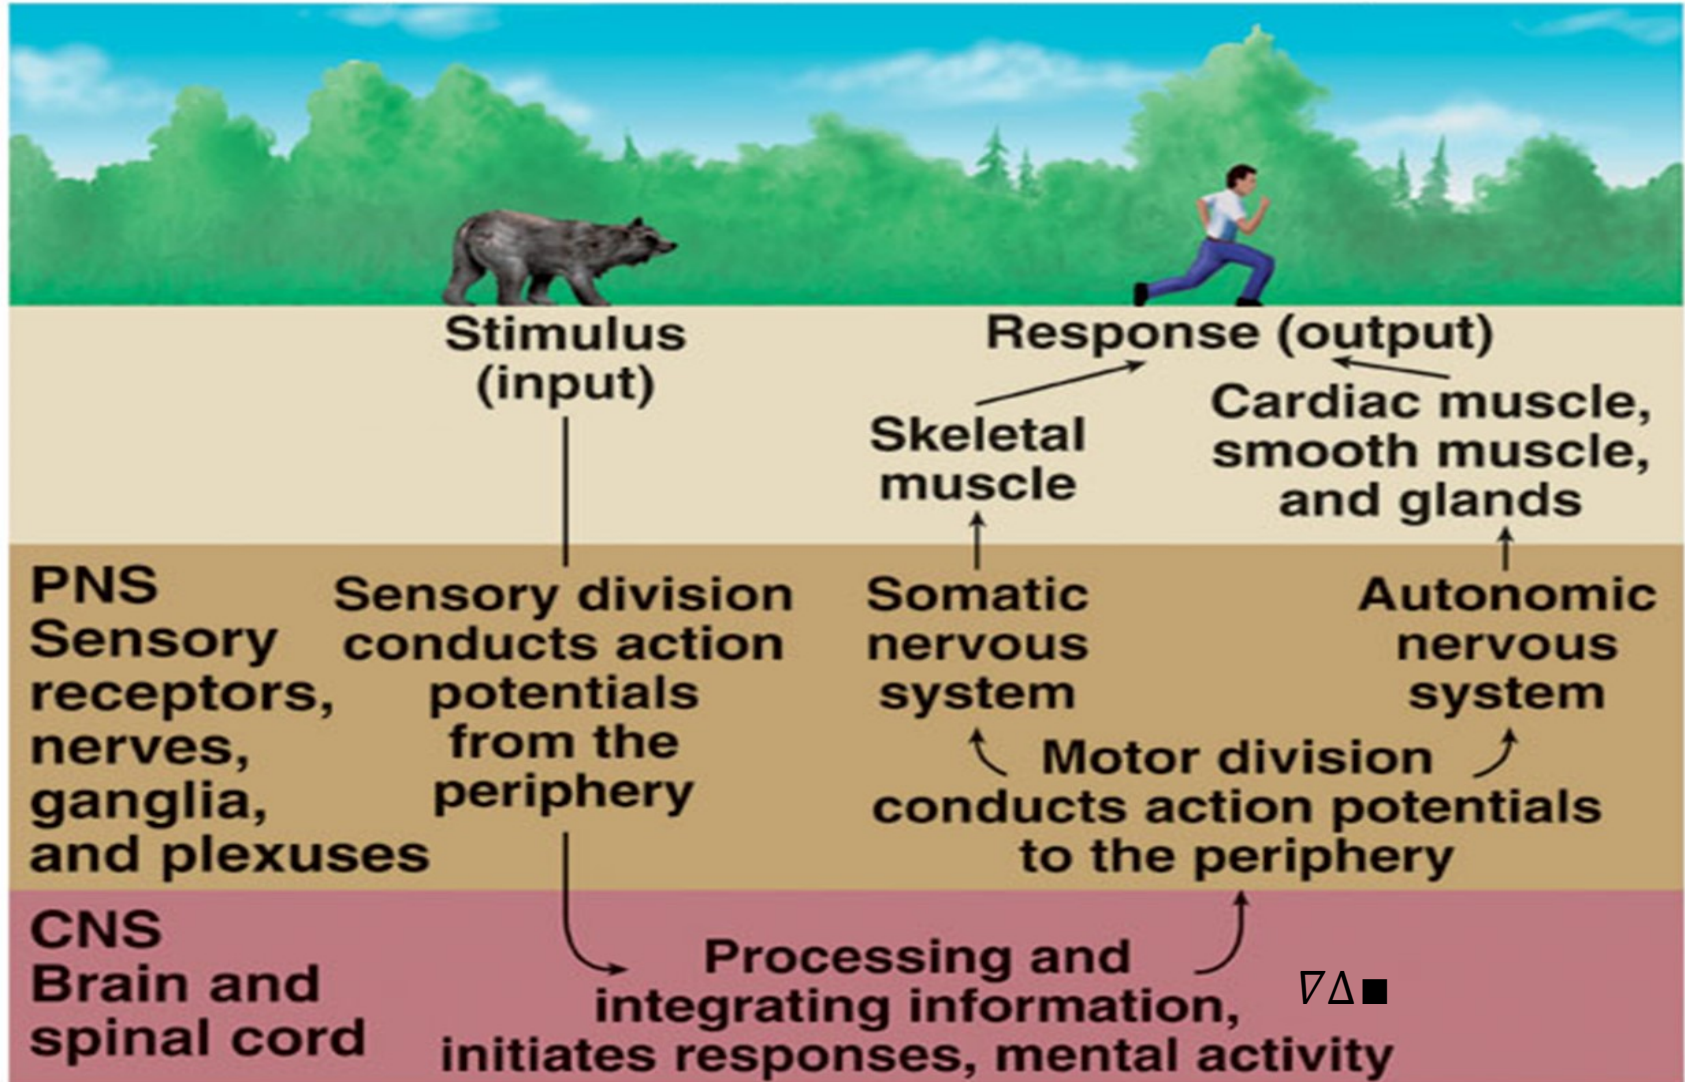 Stimulus
(input)
Response (output)
Skeletal
muscle
Cardiac muscle,
smooth muscle,
and glands
PNS
Sensory
receptors,
nerves,
ganglia,
and plexuses
Sensory division
conducts action
potentials
from the
periphery
Somatic
nervous
system
Autonomic
nervous
system
Motor division
conducts action potentials
to the periphery
CNS
Brain and
spinal cord
Processing and
integrating information,
initiates responses, mental activity
∇Δ■